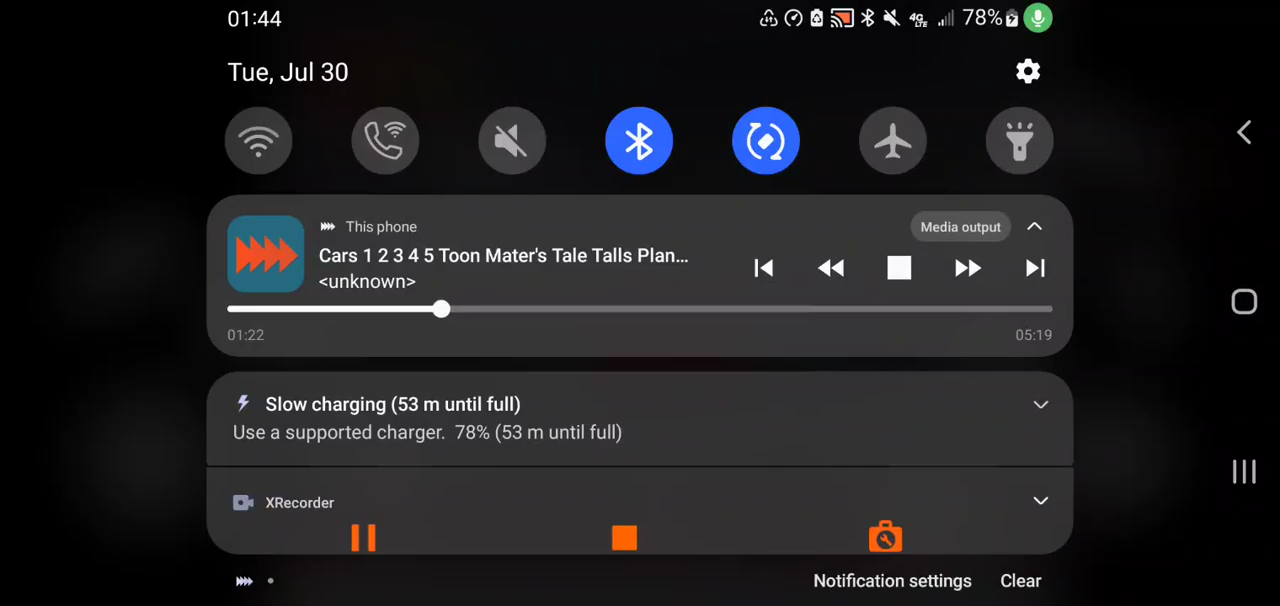 01:44
4G LTE 78%
Tue, Jul 30
This phone
Media output
Cars 1 2 3 4 5 Toon Mater's Tale Talls Plan...
<unknown>
01:22
05:19
Slow charging (53 m until full)
Use a supported charger. 78% (53 m until full)
XRecorder
Notification settings
Clear